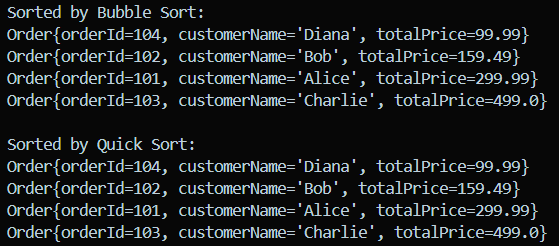 Sorted by Bubble Sort:
Order{orderId=104, customerName='Diana', totalPrice=99.99}
Order{orderId=102, customerName='Bob', totalPrice=159.49}
Order{orderId=101, customerName='Alice', totalPrice=299.99}
Order{orderId=103, customerName='Charlie', totalPrice=499.0}

Sorted by Quick Sort:
Order{orderId=104, customerName='Diana', totalPrice=99.99}
Order{orderId=102, customerName='Bob', totalPrice=159.49}
Order{orderId=101, customerName='Alice', totalPrice=299.99}
Order{orderId=103, customerName='Charlie', totalPrice=499.0}